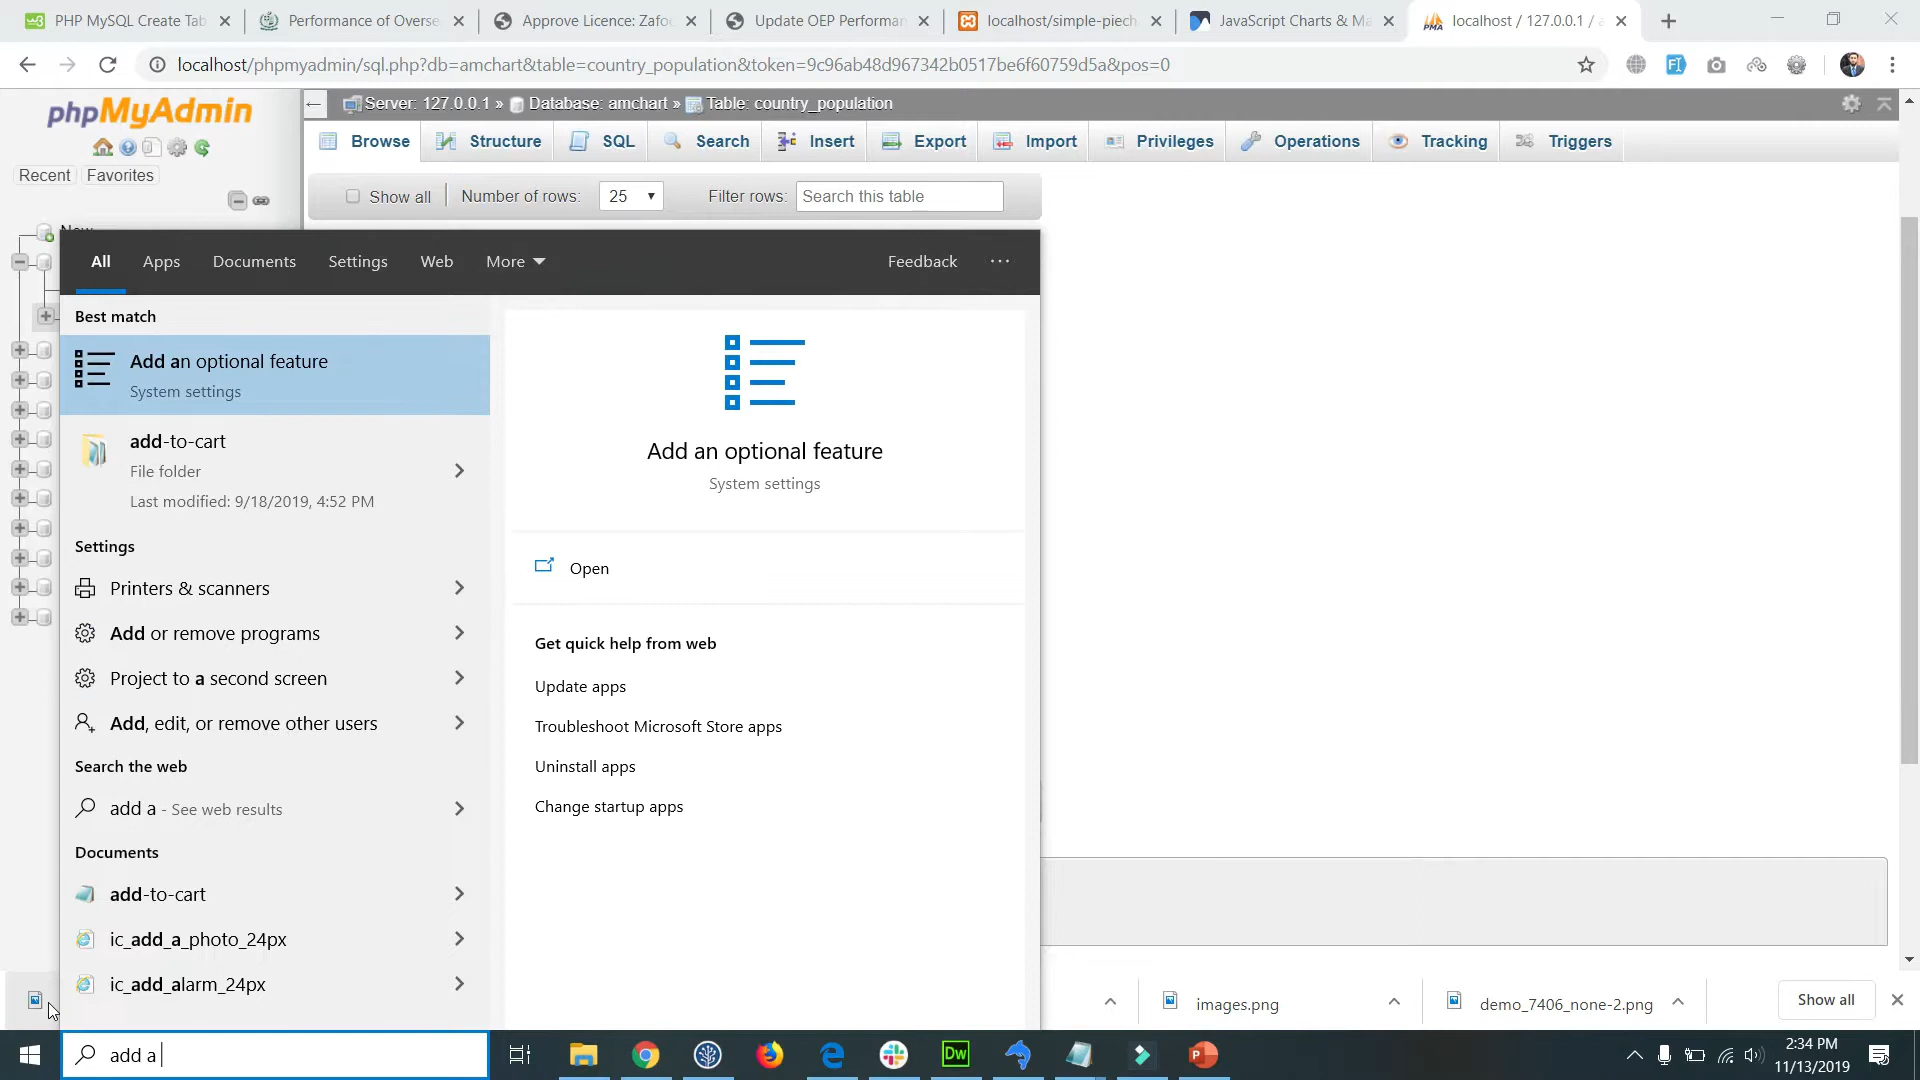 PHP MySQL Create Tab
Performance of Overse
Approve Licence: Zafo
Update OEP Performan
localhost/simple-piech
JavaScript Charts & Ma
PMA
localhost / 127.0.0.1 / a
localhost/phpmyadmin/sql.php?db=amchart&table=country_population&token=9c96ab48d967342b0517be6f60759d5a&pos=0
phpMyAdmin
Recent
Favorites
Server: 127.0.0.1 » Database: amchart » Table: country_population
Browse
Structure
SQL
Search
Insert
Export
Import
Privileges
Operations
Tracking
Triggers
Show all
Number of rows:
25
Filter rows:
Search this table
New
All
Apps
Documents
Settings
Web
More
Feedback
Best match
Add an optional feature
System settings
add-to-cart
File folder
Last modified: 9/18/2019, 4:52 PM
Settings
Printers & scanners
Add or remove programs
Project to a second screen
Add, edit, or remove other users
Search the web
add a - See web results
Documents
add-to-cart
ic_add_a_photo_24px
ic_add_alarm_24px
Add an optional feature
System settings
Open
Get quick help from web
Update apps
Troubleshoot Microsoft Store apps
Uninstall apps
Change startup apps
images.png
demo_7406_none-2.png
Show all
add a
Dw
2:34 PM
11/13/2019